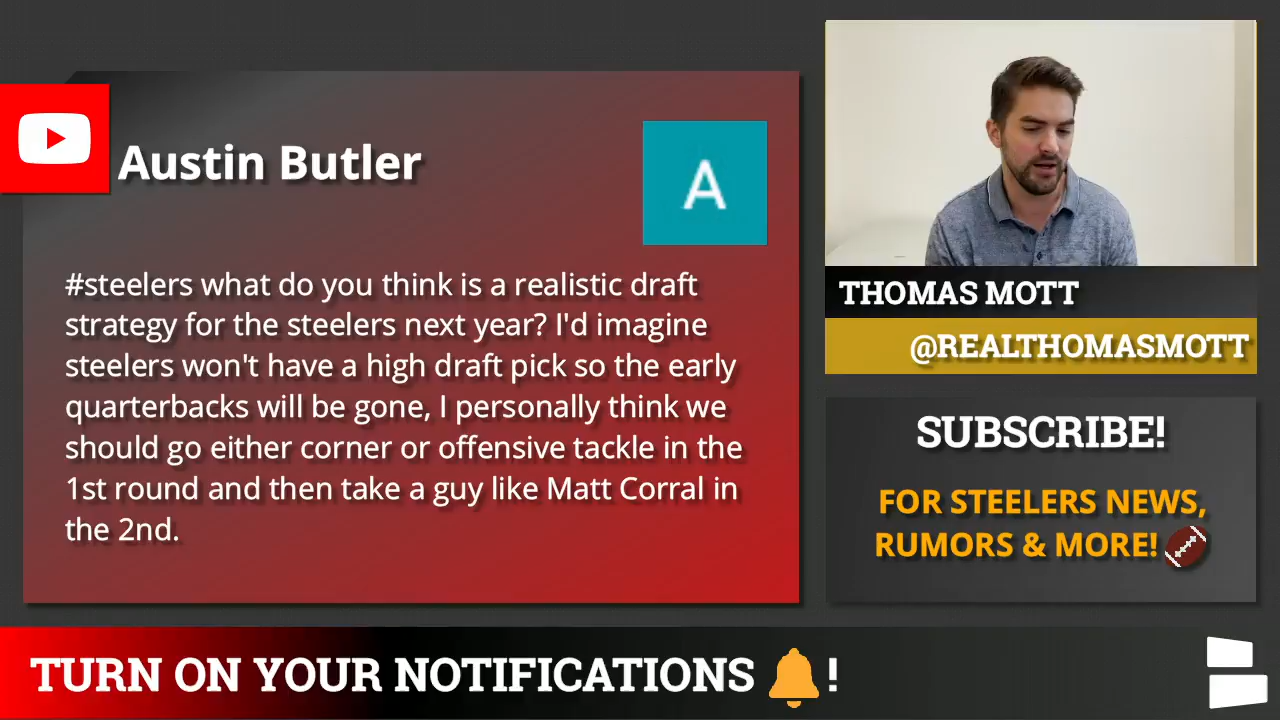 Austin Butler
A
#steelers what do you think is a realistic draft
strategy for the steelers next year? I'd imagine
steelers won't have a high draft pick so the early
quarterbacks will be gone, I personally think we
should go either corner or offensive tackle in the
1st round and then take a guy like Matt Corral in
the 2nd.
THOMAS MOTT
@REALTHOMASMOTT
SUBSCRIBE!
FOR STEELERS NEWS,
RUMORS & MORE!
TURN ON YOUR NOTIFICATIONS !